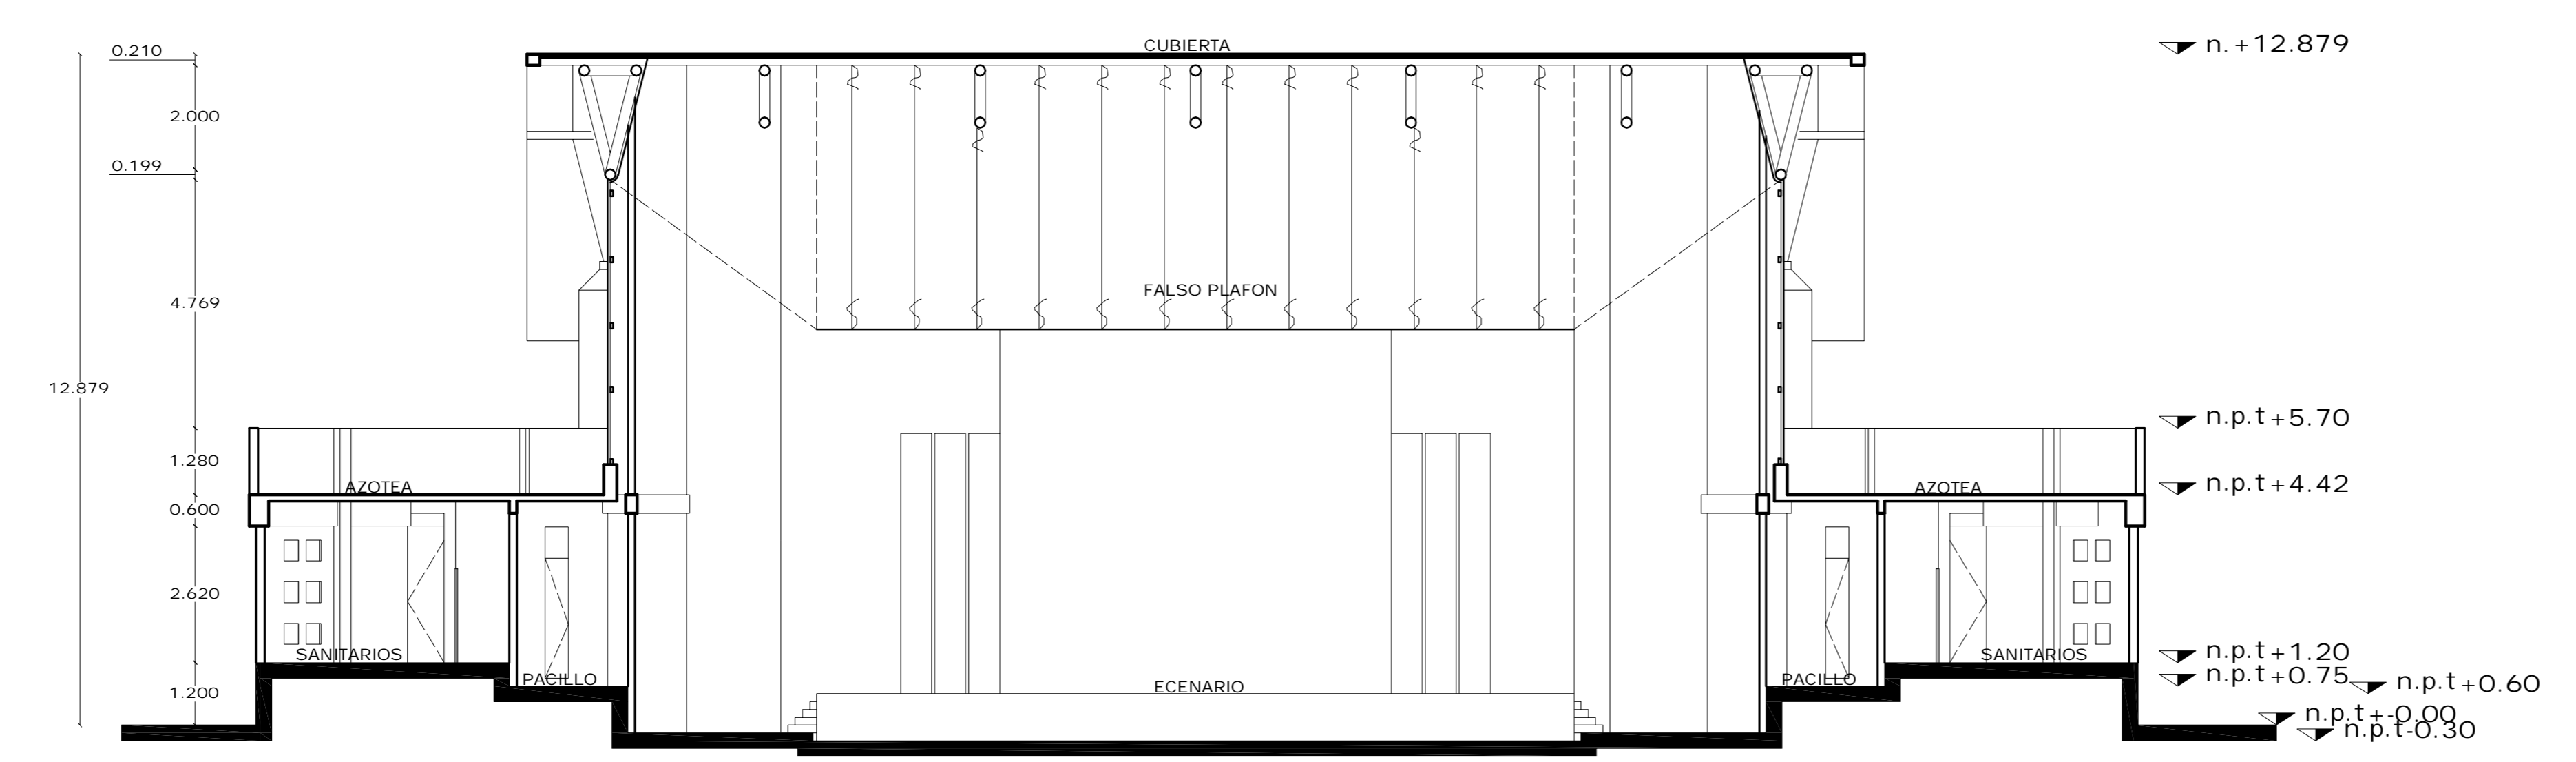 CUBIERTA
n.+12.879
0.210
2.000
0.199
FALSO PLAFON
4.769
12.879
n.p.t+5.70
1.280
AZOTEA
AZOTEA
n.p.t+4.42
0.600
2.620
SANITARIOS
SANITARIOS
n.p.t+1.20
PACILLO
PACILLO
n.p.t+0.75
n.p.t+0.60
1.200
ECENARIO
n.p.t+-0.00
n.p.t-0.30